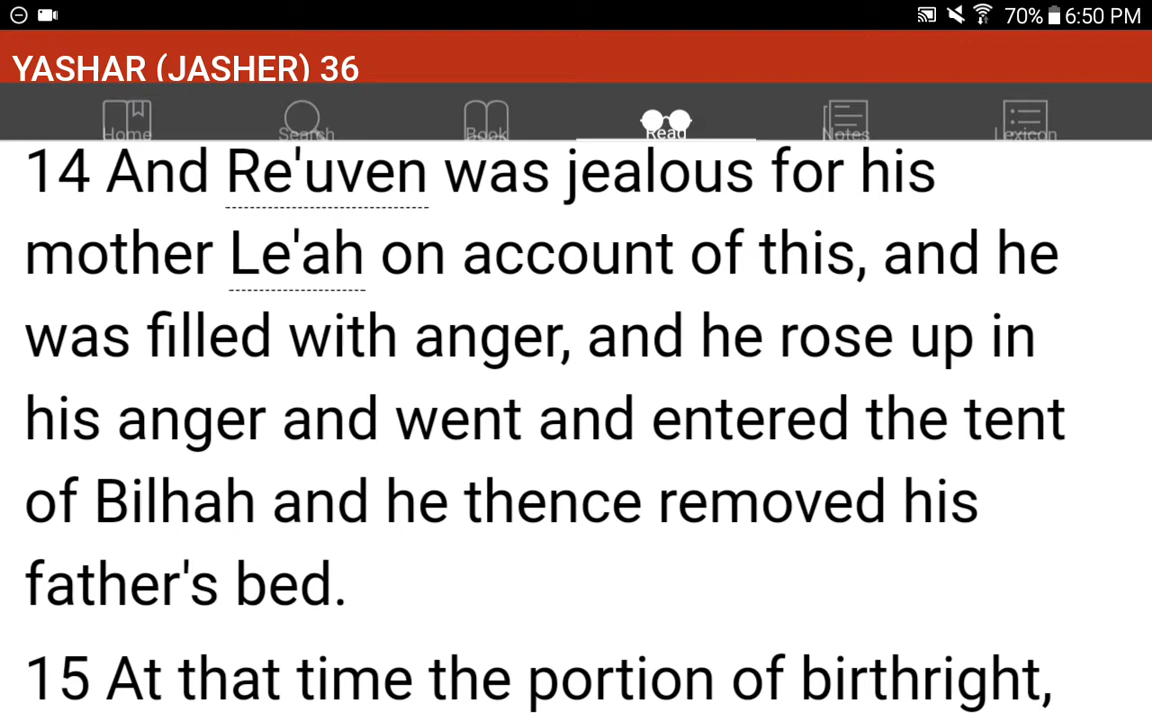 70% 6:50 PM
YASHAR (JASHER) 36
Home Search Book Read Notes Lexicon
14 And Re'uven was jealous for his
mother Le'ah on account of this, and he
was filled with anger, and he rose up in
his anger and went and entered the tent
of Bilhah and he thence removed his
father's bed.
15 At that time the portion of birthright,